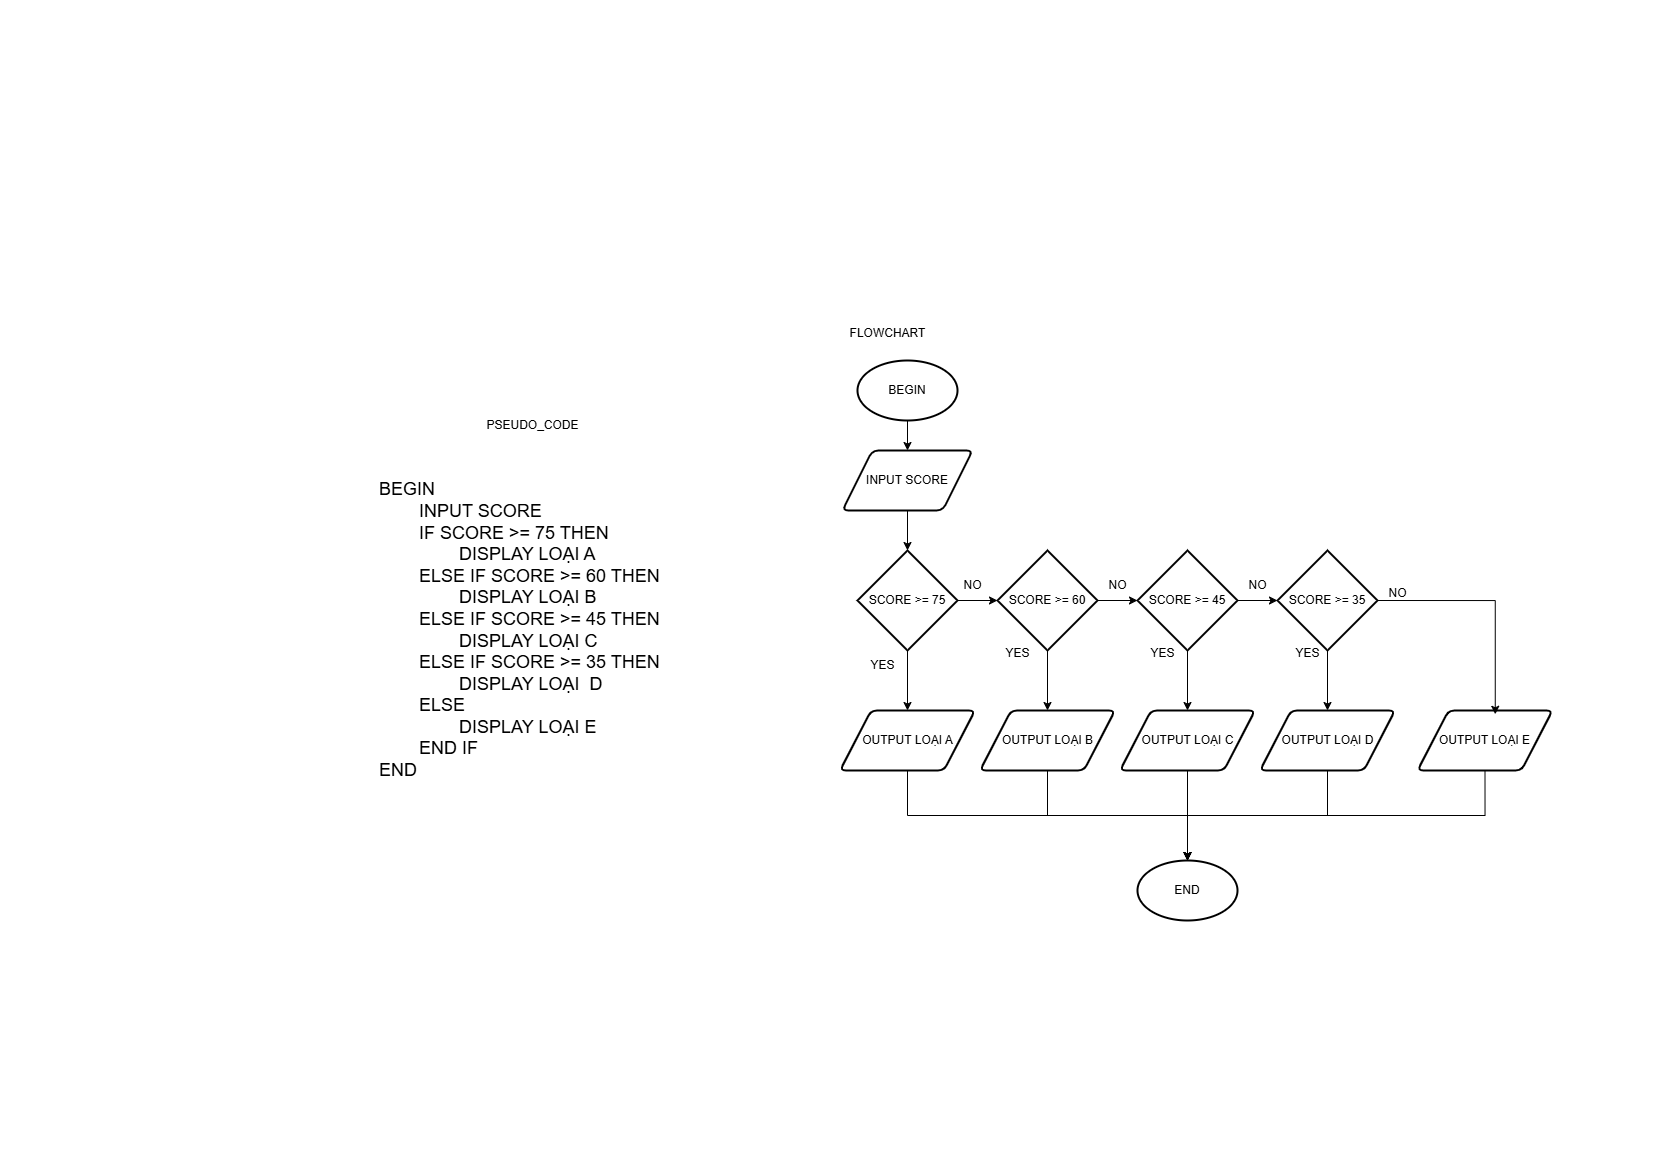 PSEUDO_CODE
BEGIN
INPUT SCORE
IF SCORE >= 75 THEN
DISPLAY LOẠI A
ELSE IF SCORE >= 60 THEN
DISPLAY LOẠI B
ELSE IF SCORE >= 45 THEN
DISPLAY LOẠI C
ELSE IF SCORE >= 35 THEN
DISPLAY LOẠI  D
ELSE
DISPLAY LOẠI E
END IF
END
FLOWCHART
BEGIN
INPUT SCORE
SCORE >= 75
NO
SCORE >= 60
NO
SCORE >= 45
NO
SCORE >= 35
NO
YES
YES
YES
YES
OUTPUT LOẠI A
OUTPUT LOẠI B
OUTPUT LOẠI C
OUTPUT LOẠI D
OUTPUT LOẠI E
END